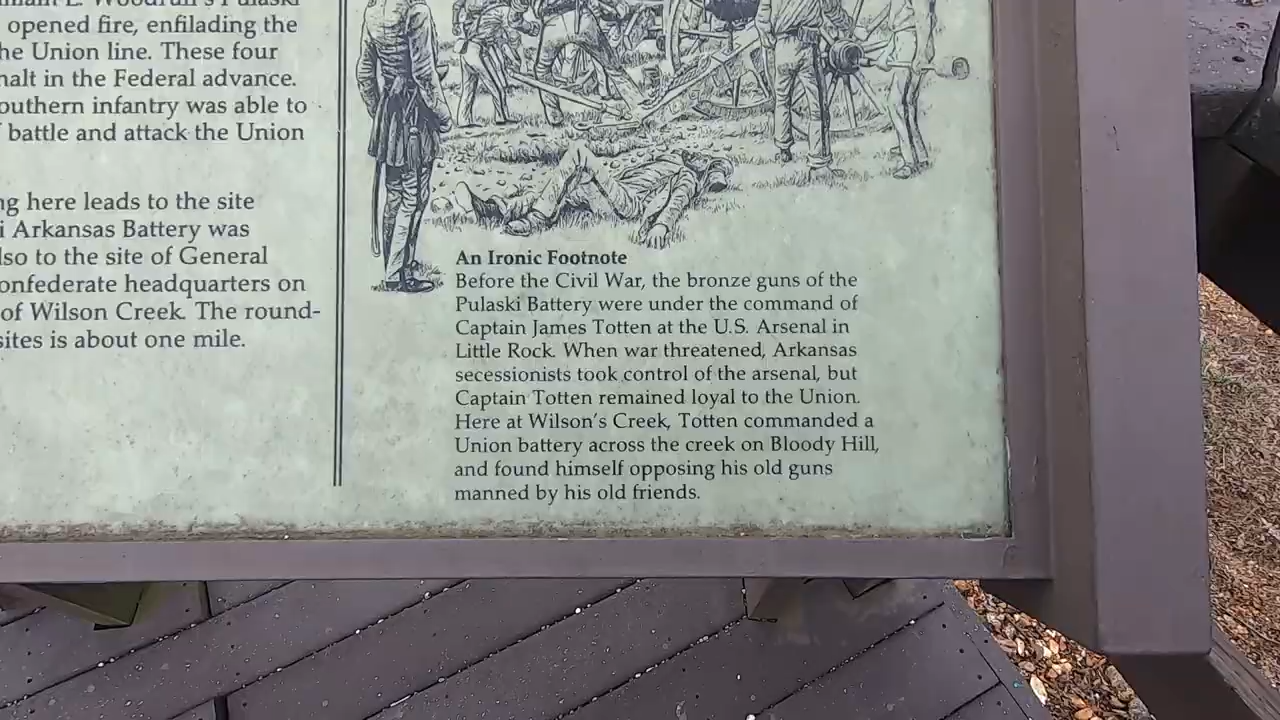 opened fire, enfilading the
the Union line. These four
halt in the Federal advance.
Southern infantry was able to
battle and attack the Union
here leads to the site
Arkansas Battery was
also to the site of General
Confederate headquarters on
of Wilson Creek. The round-
sites is about one mile.
An Ironic Footnote
Before the Civil War, the bronze guns of the
Pulaski Battery were under the command of
Captain James Totten at the U.S. Arsenal in
Little Rock. When war threatened, Arkansas
secessionists took control of the arsenal, but
Captain Totten remained loyal to the Union.
Here at Wilson's Creek, Totten commanded a
Union battery across the creek on Bloody Hill,
and found himself opposing his old guns
manned by his old friends.